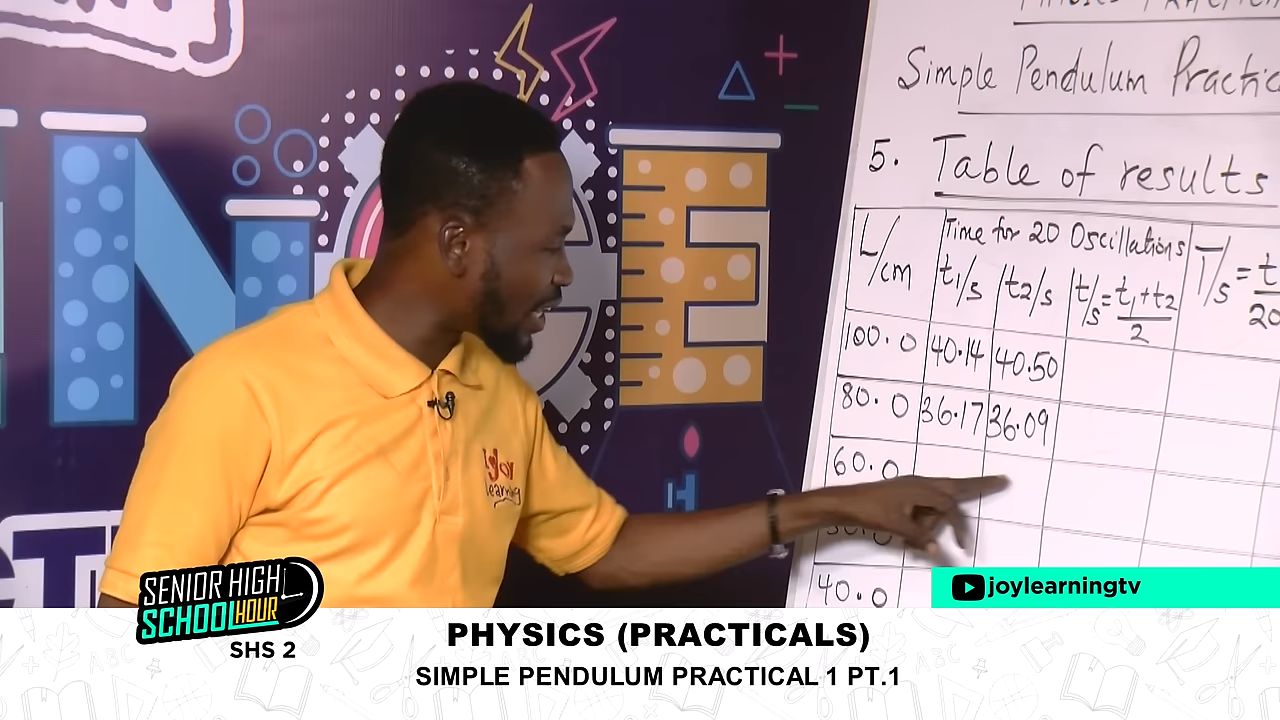 Simple Pendulum Practic
5. Table of results
L/cm
Time for 20 Oscillations
t1/s
t2/s
t/s = t1 + t2 / 2
T/s = t / 20
100.0 40.14 40.50
80.0 36.17 36.09
60.0
40.0
Joy
Learning
SENIOR HIGH
SCHOOL HOUR
SHS 2
joylearningtv
PHYSICS (PRACTICALS)
SIMPLE PENDULUM PRACTICAL 1 PT.1